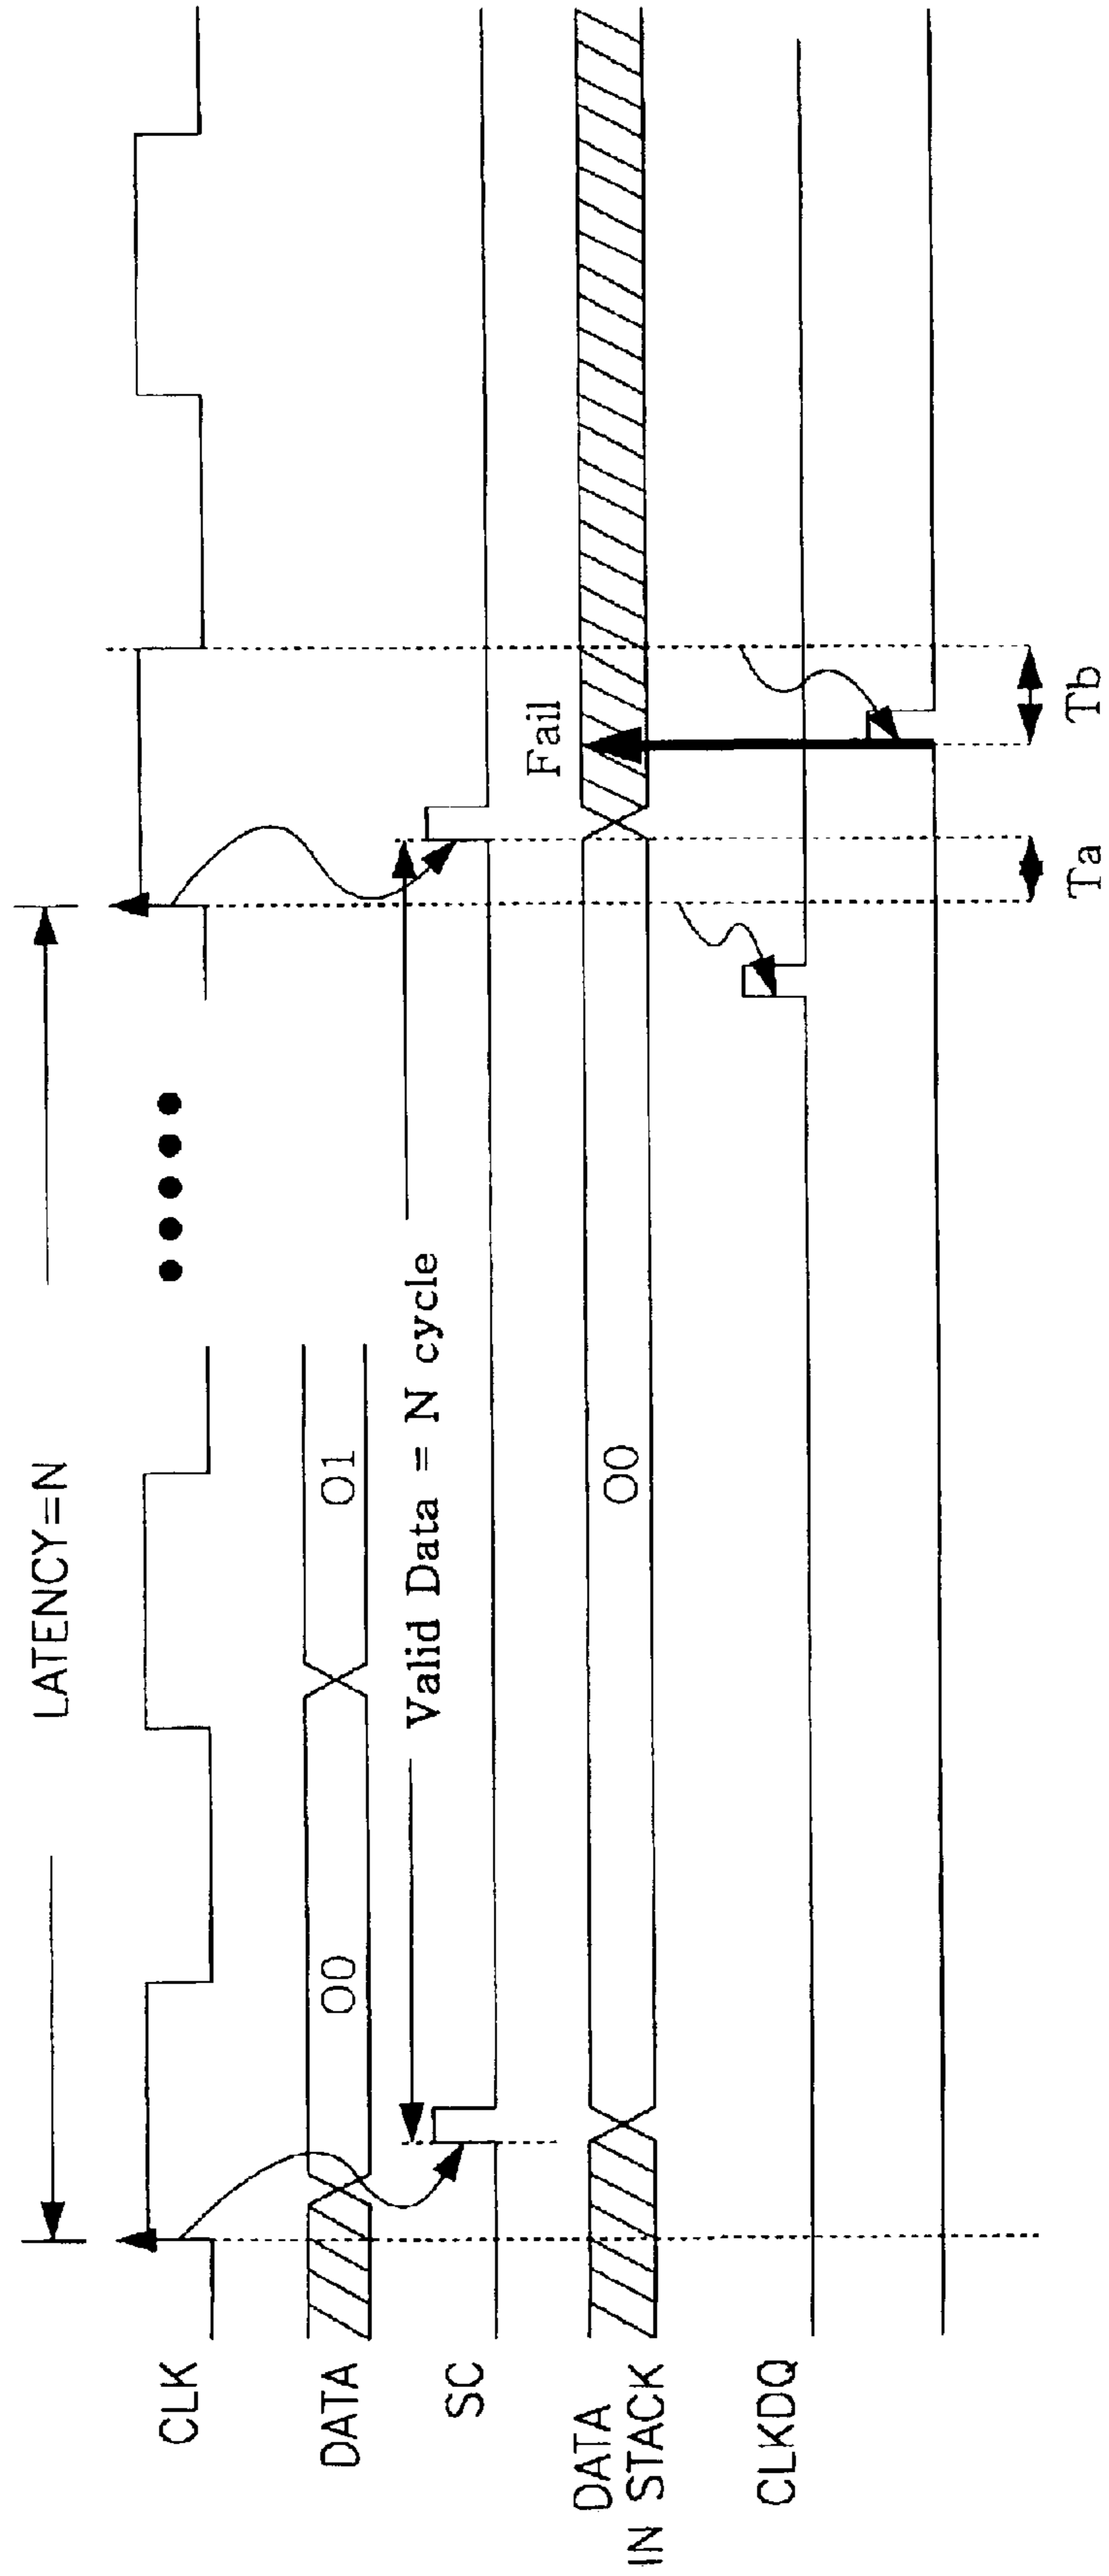 LATENCY=N
CLK
DATA
00
01
Valid Data = N cycle
SC
Fail
DATA
IN STACK
00
CLKDQ
Ta
Tb